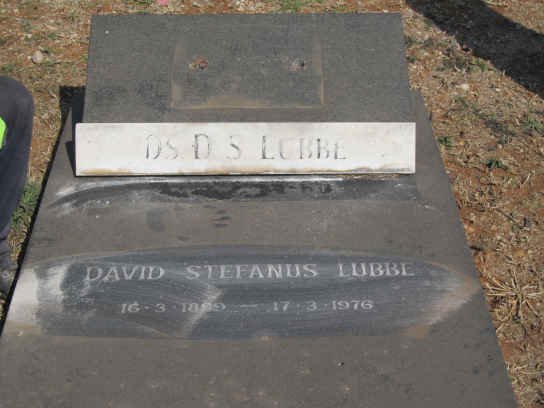 DS. D. S. LUBBE
DAVID STEFANUS LUBBE
16·3·1899 — 17·3·1976